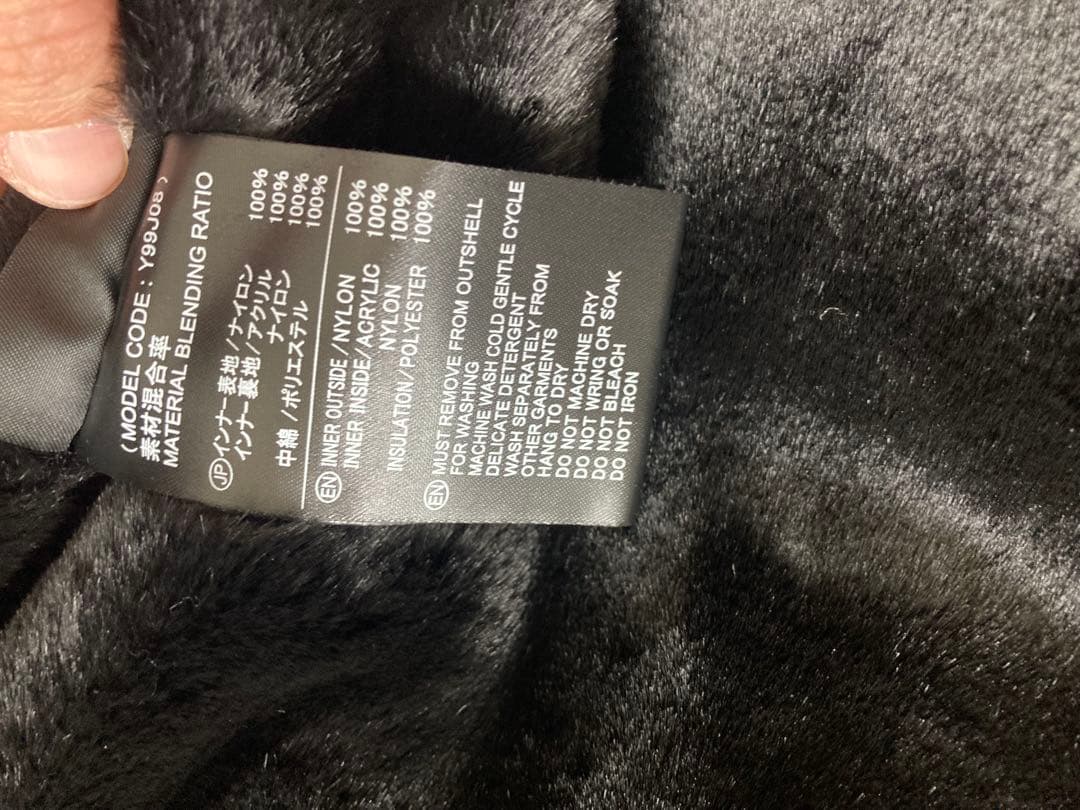 (MODEL CODE : Y99J08 )
素材混合率
MATERIAL BLENDING RATIO
JP インナー表地/ナイロン 100%
インナー裏地/アクリル 100%
ナイロン 100%
中綿 /ポリエステル 100%
EN INNER OUTSIDE/NYLON 100%
INNER INSIDE/ACRYLIC 100%
NYLON 100%
INSULATION/POLYESTER 100%
EN MUST REMOVE FROM OUTSHELL
FOR WASHING
MACHINE WASH/COLD GENTLE CYCLE
DELICATE DETERGENT
WASH SEPARATELY FROM
OTHER GARMENTS
HANG TO DRY
DO NOT MACHINE DRY
DO NOT WRING OR SOAK
DO NOT BLEACH
DO NOT IRON